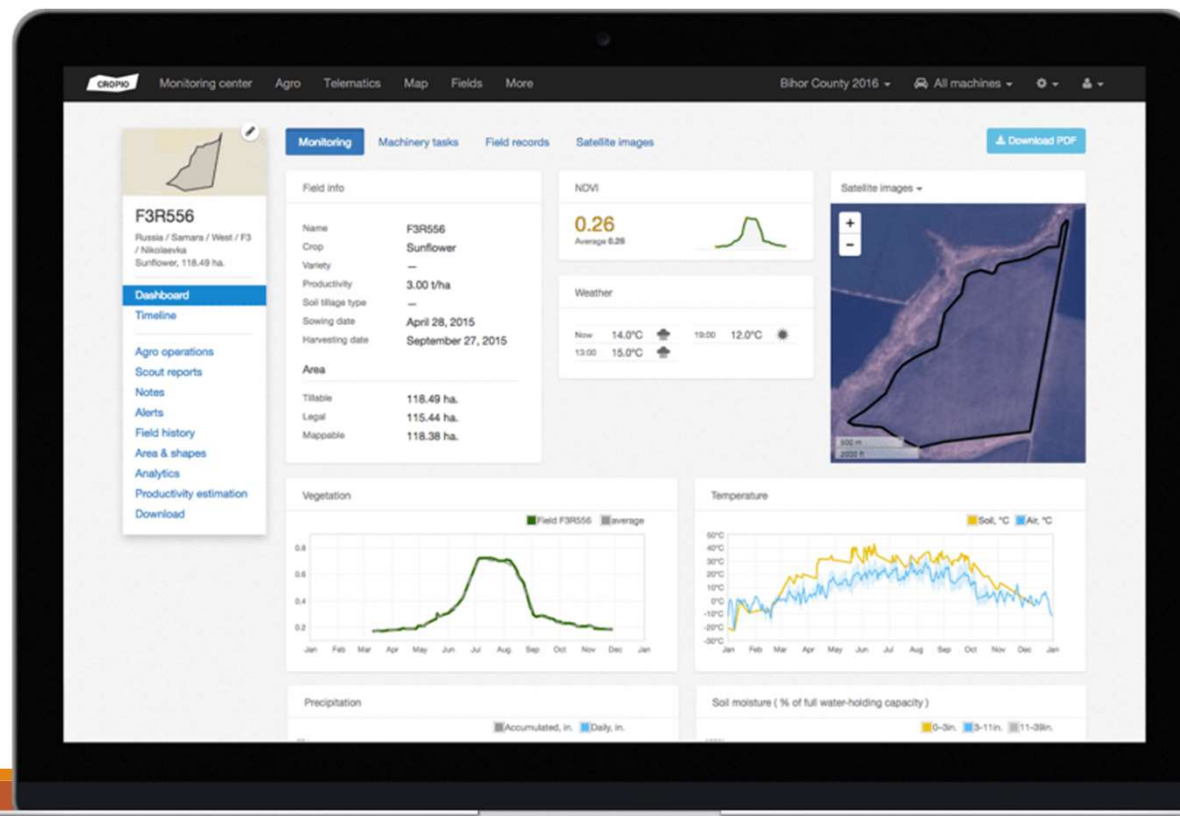 CROPIO Monitoring center Agro Telematics Map Fields More Bihor County 2016 All machines
F3R556
Russia / Samara / West / F3
/ Nikolaevka
Sunflower, 118.49 ha.
Dashboard
Timeline
Agro operations
Scout reports
Notes
Alerts
Field history
Area & shapes
Analytics
Productivity estimation
Download
Monitoring Machinery tasks Field records Satellite images Download PDF
Field info
Name F3R556
Crop Sunflower
Variety —
Productivity 3.00 t/ha
Soil tillage type —
Sowing date April 28, 2015
Harvesting date September 27, 2015
Area
Tillable 118.49 ha.
Legal 115.44 ha.
Mappable 118.38 ha.
NDVI
0.26
Average 0.26
Weather
Now 14.0°C 19:00 12.0°C
13:00 15.0°C
Satellite images
+
−
500 m
2000 ft
Vegetation
Field F3R556 average
0.8
0.6
0.4
0.2
Jan Feb Mar Apr May Jun Jul Aug Sep Oct Nov Dec Jan
Temperature
Soil, °C Air, °C
50°C
40°C
30°C
20°C
10°C
0°C
-10°C
-20°C
-30°C
Jan Feb Mar Apr May Jun Jul Aug Sep Oct Nov Dec Jan
Precipitation
Accumulated, in. Daily, in.
Soil moisture ( % of full water-holding capacity )
0-3in. 3-11in. 11-39in.